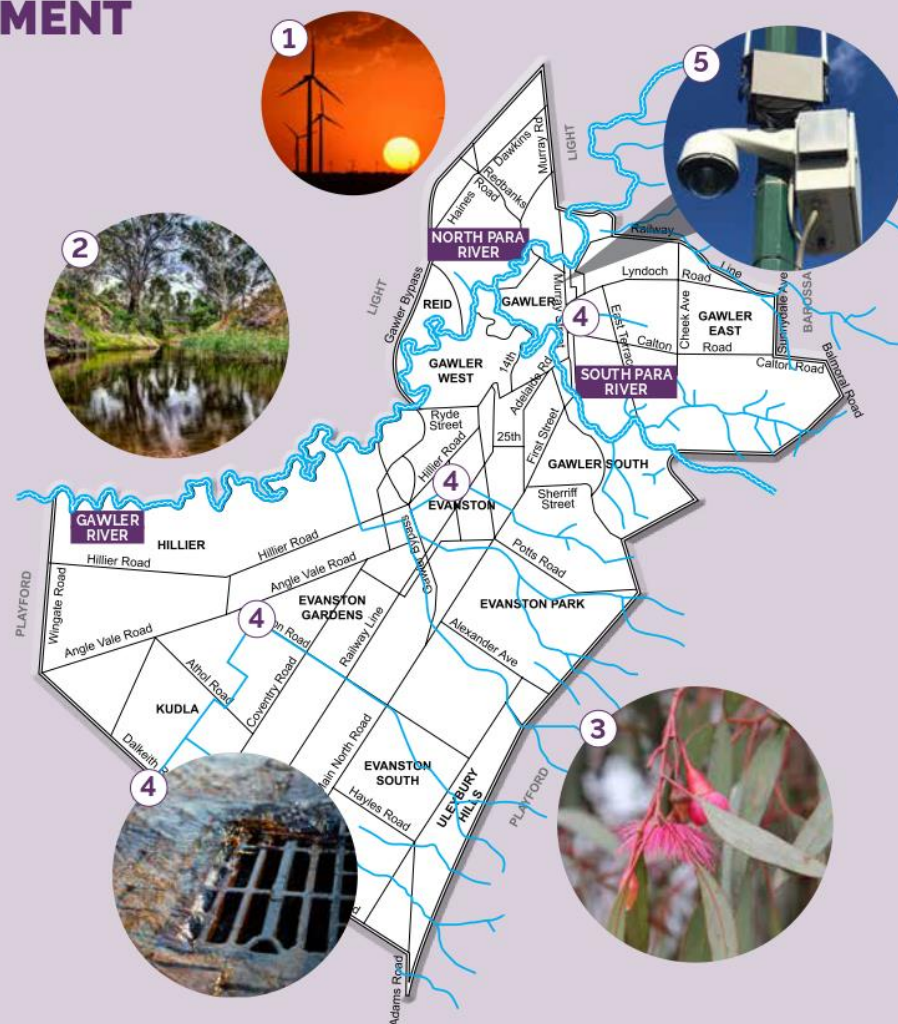 MENT
1
5
LIGHT
Dawkins
Murray Rd
Redbanks
Road
Haines
NORTH PARA
RIVER
Railway
Line
2
LIGHT
Gawler Bypass
REID
GAWLER
Lyndoch Road
Murray S
4
East Terrac
Cheek Ave
GAWLER
EAST
Sunnydale Ave
BAROSSA
Calton Road
Calton Road
Balmoral Road
GAWLER
WEST
14th
Adelaide Rd
SOUTH PARA
RIVER
Ryde
Street
Hillier Road
25th
First Street
GAWLER SOUTH
4
EVANSTON
Sherriff
Street
GAWLER
RIVER
HILLIER
Hillier Road
Hillier Road
Gawler Bypass
Potts Road
PLAYFORD
Wingate Road
Angle Vale Road
EVANSTON
GARDENS
EVANSTON PARK
Angle Vale Road
4
on Road
Railway Line
Alexander Ave
Athol Road
Coventry Road
KUDLA
Dalkeith R
Main North Road
EVANSTON
SOUTH
Hayles Road
ULEYBURY
HILLS
PLAYFORD
3
4
d
Adams Road